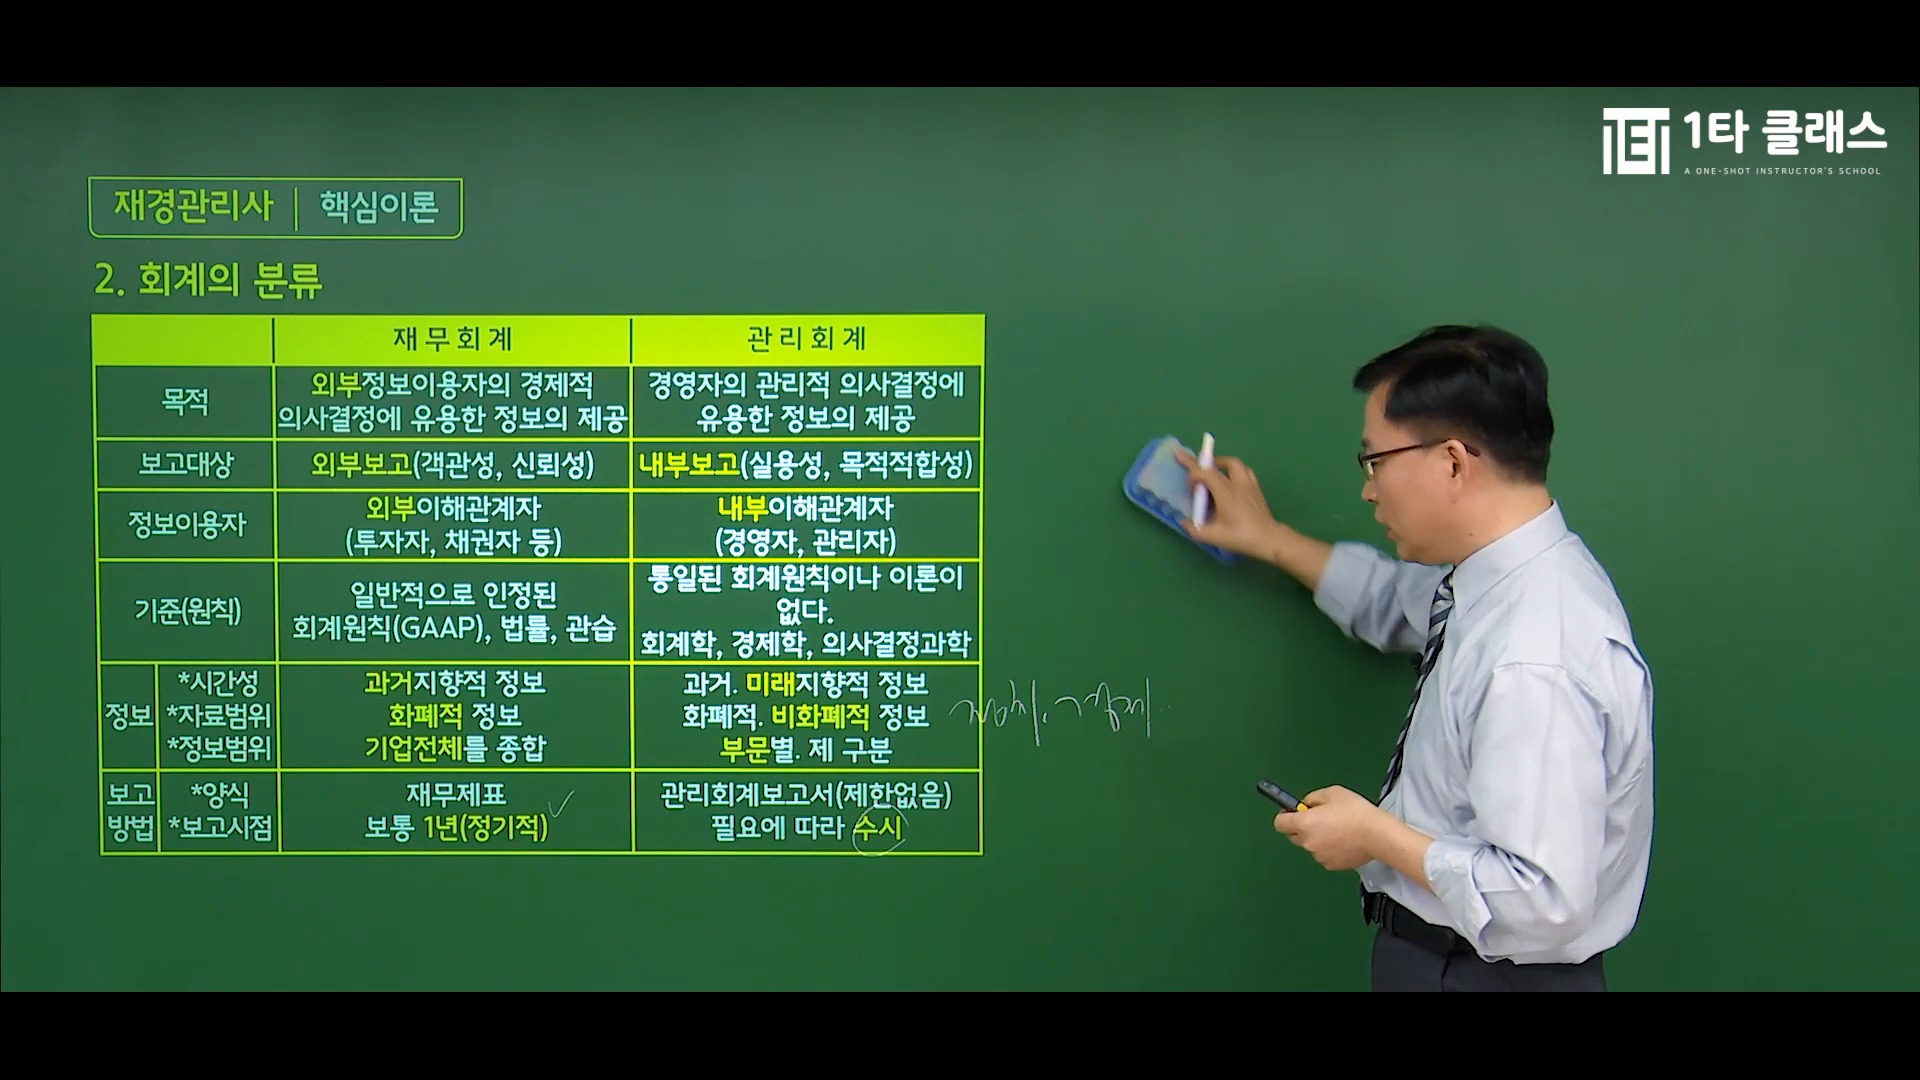 1타 클래스
A ONE-SHOT INSTRUCTOR'S SCHOOL
재경관리사 | 핵심이론
2. 회계의 분류
재무회계 관리회계
목적 외부정보이용자의 경제적 의사결정에 유용한 정보의 제공 경영자의 관리적 의사결정에 유용한 정보의 제공
보고대상 외부보고(객관성, 신뢰성) 내부보고(실용성, 목적적합성)
정보이용자 외부이해관계자 (투자자, 채권자 등) 내부이해관계자 (경영자, 관리자)
기준(원칙) 일반적으로 인정된 회계원칙(GAAP), 법률, 관습 통일된 회계원칙이나 이론이 없다. 회계학, 경제학, 의사결정과학
정보
*시간성 과거지향적 정보 과거. 미래지향적 정보
*자료범위 화폐적 정보 화폐적. 비화폐적 정보 정치, 경제..
*정보범위 기업전체를 종합 부문별. 제 구분
보고방법
*양식 재무제표 관리회계보고서(제한없음)
*보고시점 보통 1년(정기적) 필요에 따라 수시